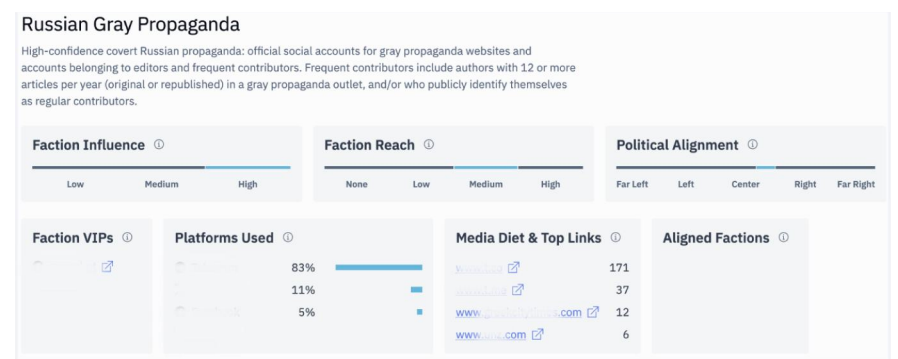 Russian Gray Propaganda
High-confidence covert Russian propaganda: official social accounts for gray propaganda websites and
accounts belonging to editors and frequent contributors. Frequent contributors include authors with 12 or more
articles per year (original or republished) in a gray propaganda outlet, and/or who publicly identify themselves
as regular contributors.
Faction Influence
Low Medium High
Faction Reach
None Low Medium High
Political Alignment
Far Left Left Center Right Far Right
Faction VIPs
Platforms Used
83%
11%
5%
Media Diet & Top Links
171
37
www. .com 12
www. .com 6
Aligned Factions